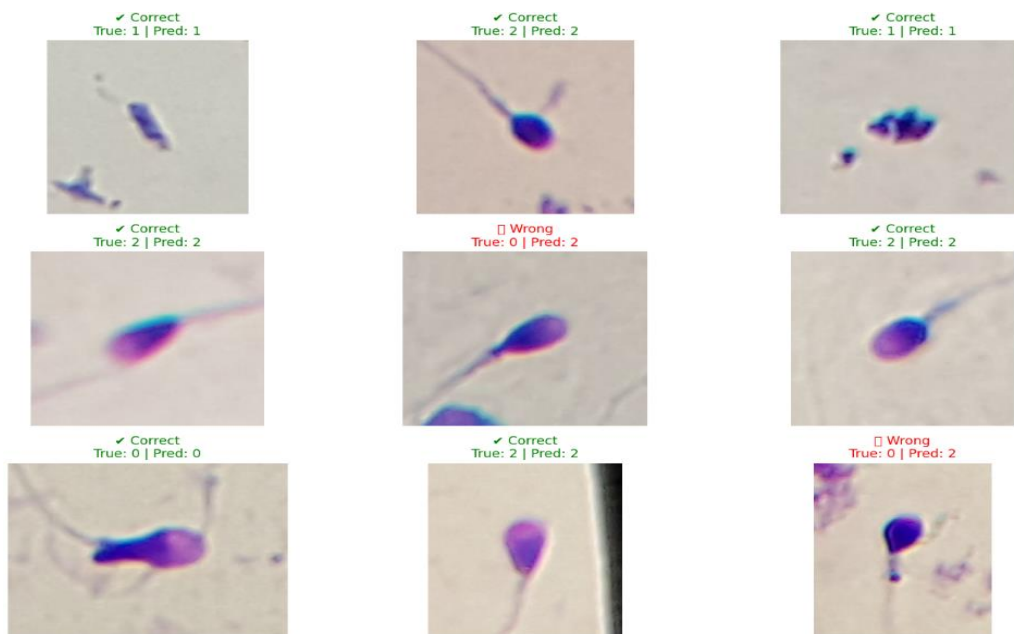 ✔ Correct
True: 1 | Pred: 1
✔ Correct
True: 2 | Pred: 2
✔ Correct
True: 1 | Pred: 1
✔ Correct
True: 2 | Pred: 2
▯ Wrong
True: 0 | Pred: 2
✔ Correct
True: 2 | Pred: 2
✔ Correct
True: 0 | Pred: 0
✔ Correct
True: 2 | Pred: 2
▯ Wrong
True: 0 | Pred: 2